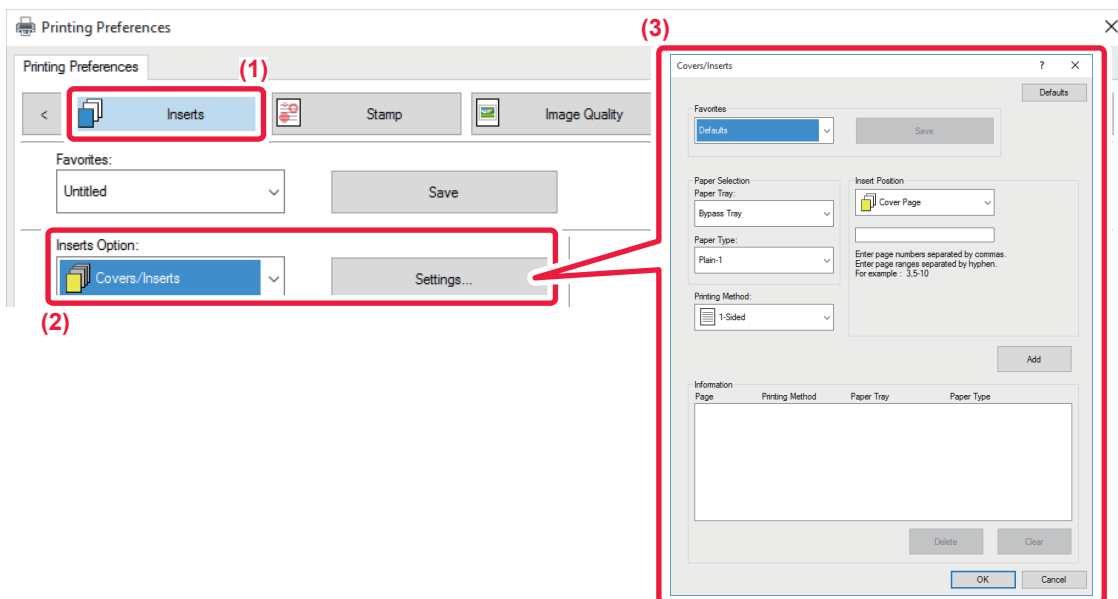 Printing Preferences
(3)
Printing Preferences
(1)
<
Inserts
Stamp
Image Quality
Favorites:
Untitled
Save
Inserts Option:
Covers/Inserts
Settings...
(2)
Covers/Inserts
?
Defaults
Favorites
Defaults
Save
Paper Selection
Paper Tray:
Bypass Tray
Paper Type:
Plain-1
Insert Position
Cover Page
Enter page numbers separated by commas.
Enter page ranges separated by hyphen.
For example : 3,5-10
Printing Method:
1-Sided
Add
Information
Page Printing Method Paper Tray Paper Type
Delete Clear
OK Cancel